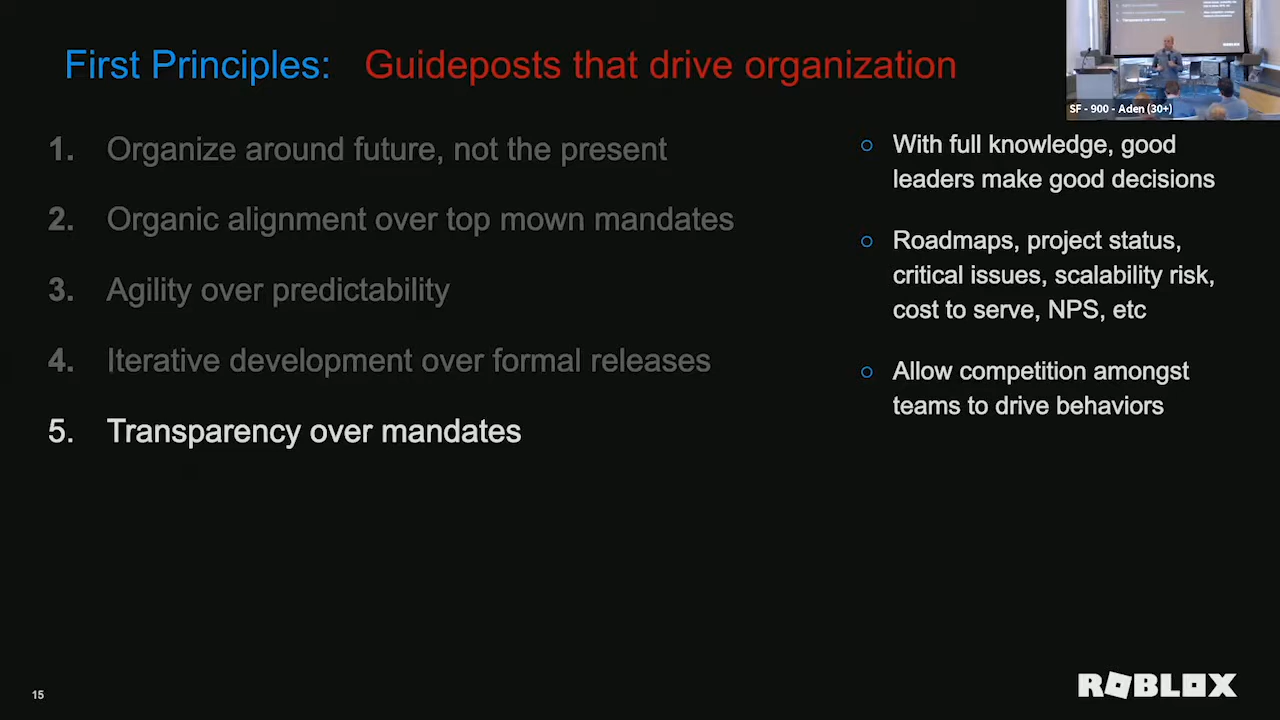 First Principles: Guideposts that drive organization
SF - 900 - Aden (30+)
1. Organize around future, not the present
2. Organic alignment over top mown mandates
3. Agility over predictability
4. Iterative development over formal releases
5. Transparency over mandates
With full knowledge, good
leaders make good decisions
Roadmaps, project status,
critical issues, scalability risk,
cost to serve, NPS, etc
Allow competition amongst
teams to drive behaviors
15
ROBLOX